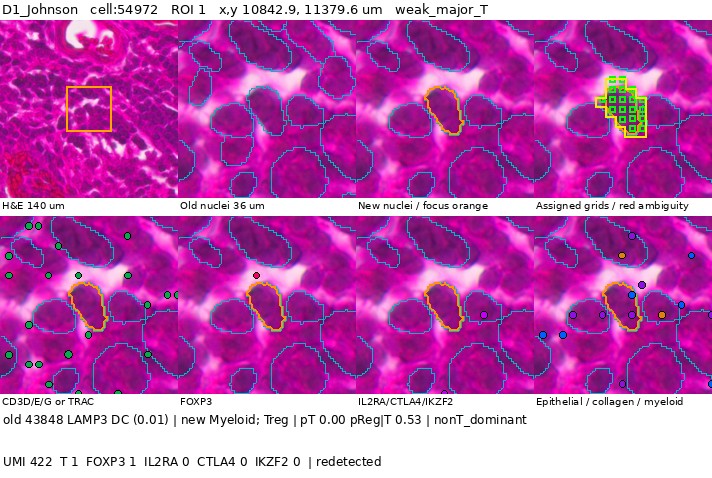 D1_Johnson cell:54972 ROI 1 x,y 10842.9, 11379.6 um weak_major_T
H&E 140 um
Old nuclei 36 um
New nuclei / focus orange
Assigned grids / red ambiguity
CD3D/E/G or TRAC
FOXP3
IL2RA/CTLA4/IKZF2
Epithelial / collagen / myeloid
old 43848 LAMP3 DC (0.01) | new Myeloid; Treg | pT 0.00 pReg|T 0.53 | nonT_dominant
UMI 422 T 1 FOXP3 1 IL2RA 0 CTLA4 0 IKZF2 0 | redetected